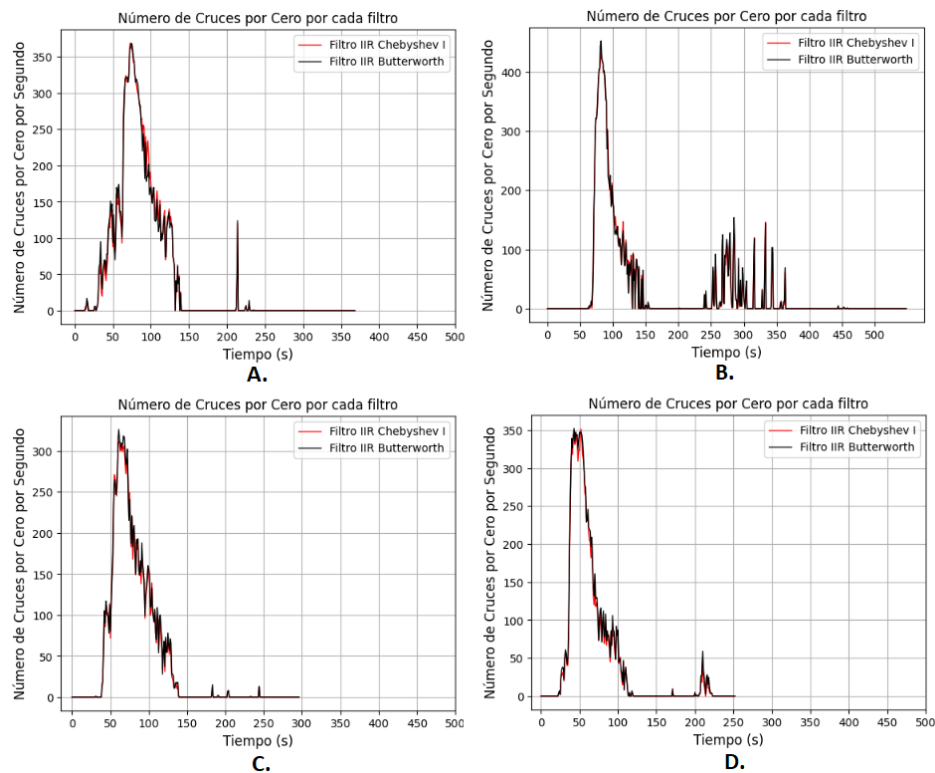 Número de Cruces por Cero por cada filtro
Número de Cruces por Cero por Segundo
350
300
250
200
150
100
50
0
Filtro IIR Chebyshev I
Filtro IIR Butterworth
0 50 100 150 200 250 300 350 400 450 500
Tiempo (s)
A.
Número de Cruces por Cero por cada filtro
Número de Cruces por Cero por Segundo
400
300
200
100
0
Filtro IIR Chebyshev I
Filtro IIR Butterworth
0 50 100 150 200 250 300 350 400 450 500
Tiempo (s)
B.
Número de Cruces por Cero por cada filtro
Número de Cruces por Cero por Segundo
300
250
200
150
100
50
0
Filtro IIR Chebyshev I
Filtro IIR Butterworth
0 50 100 150 200 250 300 350 400 450 500
Tiempo (s)
C.
Número de Cruces por Cero por cada filtro
Número de Cruces por Cero por Segundo
350
300
250
200
150
100
50
0
Filtro IIR Chebyshev I
Filtro IIR Butterworth
0 50 100 150 200 250 300 350 400 450 500
Tiempo (s)
D.